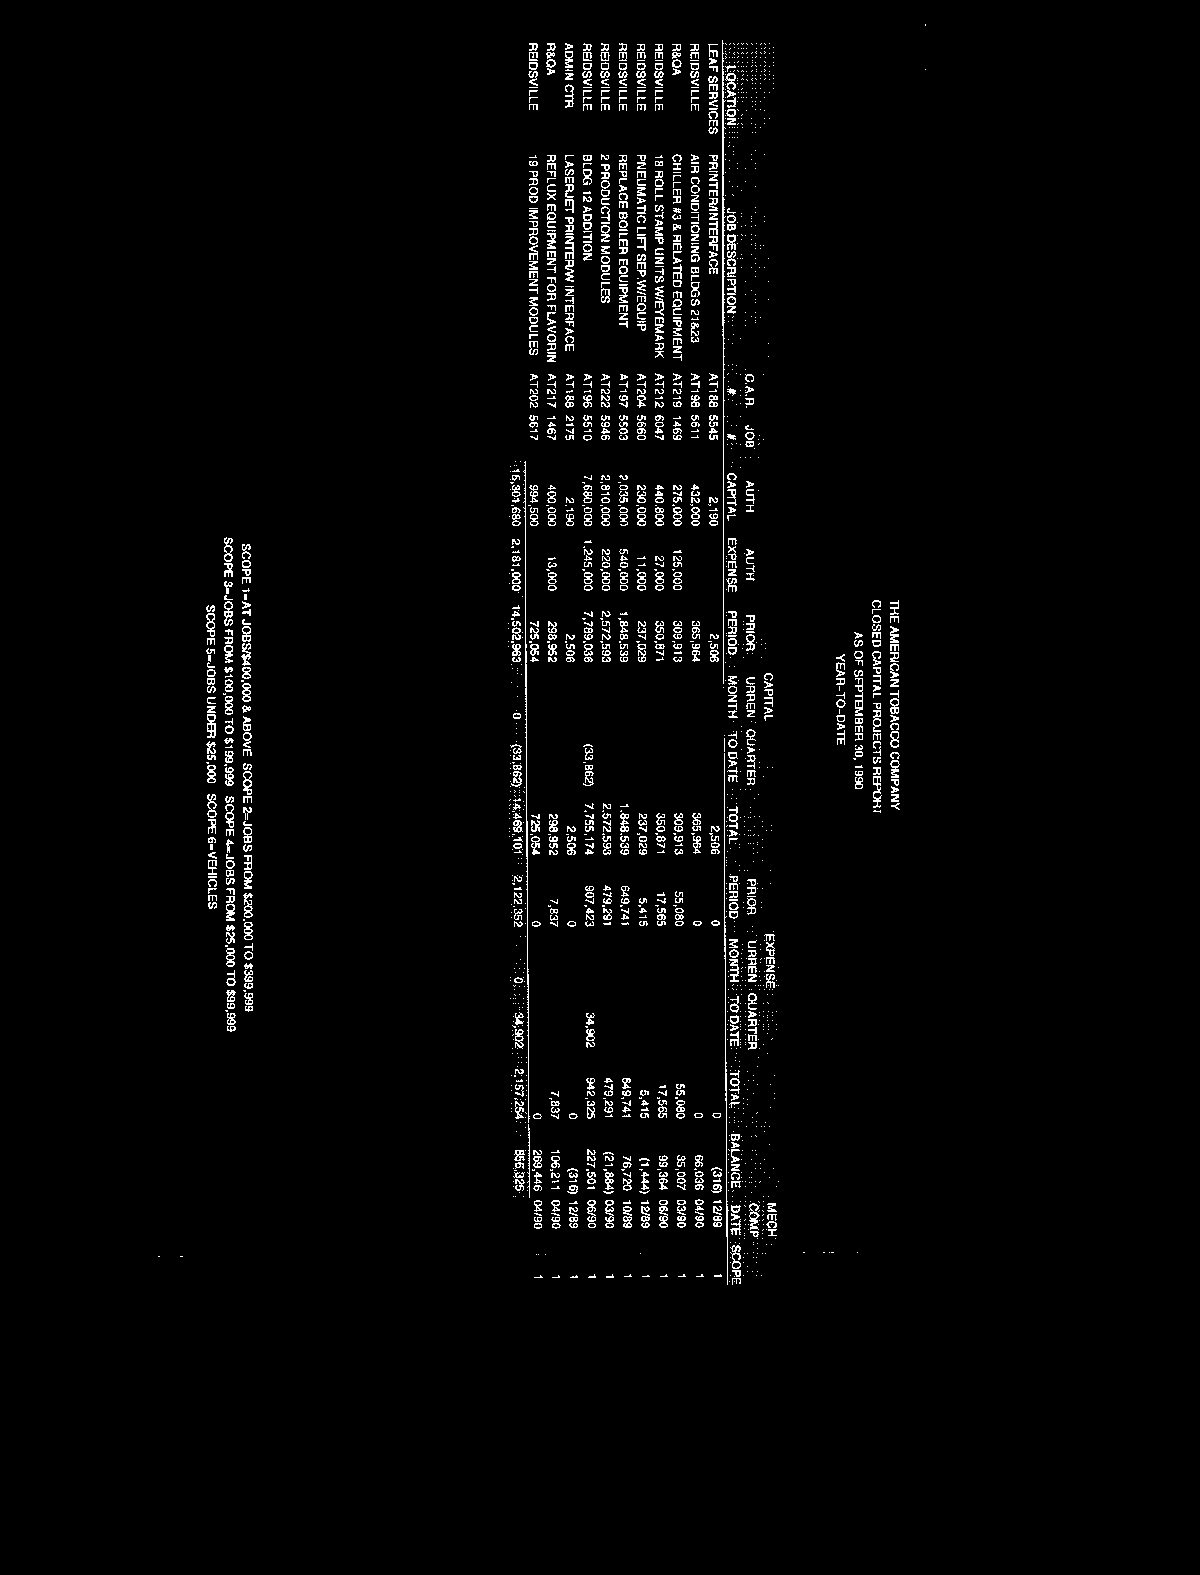 THE AMERICAN TOBACCO COMPANY
CLOSED CAPITAL PROJECTS REPORT
AS OF SEPTEMBER 30, 1990
YEAR-TO-DATE
CAPITAL EXPENSE MECH
C.A.R. JOB AUTH AUTH PRIOR URREN QUARTER PRIOR URREN QUARTER COMP
LOCATION JOB DESCRIPTION # # CAPITAL EXPENSE PERIOD MONTH TO DATE TOTAL PERIOD MONTH TO DATE TOTAL BALANCE DATE SCOPE
LEAF SERVICES PRINTER/INTERFACE AT188 5545 2,190 2,506 2,506 0 0 (316) 12/89 1
REIDSVILLE AIR CONDITIONING BLDGS 21&23 AT198 5611 432,000 365,964 365,964 0 0 66,036 04/90 1
R&QA CHILLER #3 & RELATED EQUIPMENT AT219 1469 275,000 125,000 309,913 309,913 55,080 55,080 35,007 03/90 1
REIDSVILLE 18 ROLL STAMP UNITS W/EYEMARK AT212 6047 440,800 27,000 350,871 350,871 17,565 17,565 99,364 06/90 1
REIDSVILLE PNEUMATIC LIFT SEP.W/EQUIP AT204 5660 230,000 11,000 237,029 237,029 5,415 5,415 (1,444) 12/89 1
REIDSVILLE REPLACE BOILER EQUIPMENT AT197 5503 2,035,000 540,000 1,848,539 1,848,539 649,741 649,741 76,720 10/89 1
REIDSVILLE 2 PRODUCTION MODULES AT222 5946 2,810,000 220,000 2,572,593 2,572,593 479,291 479,291 (21,884) 03/90 1
REIDSVILLE BLDG 12 ADDITION AT196 5510 7,680,000 1,245,000 7,789,036 (33,862) 7,755,174 907,423 34,902 942,325 227,501 06/90 1
ADMIN CTR LASERJET PRINTER/W INTERFACE AT188 2175 2,190 2,506 2,506 0 0 (316) 12/89 1
R&QA REFLUX EQUIPMENT FOR FLAVORIN AT217 1467 400,000 13,000 298,952 298,952 7,837 7,837 106,211 04/90 1
REIDSVILLE 19 PROD IMPROVEMENT MODULES AT202 5617 994,500 725,054 725,054 0 0 269,446 04/90 1
15,301,680 2,181,000 14,502,963 0 (33,862) 14,469,101 2,122,352 0 34,902 2,157,254 856,325
SCOPE 1=AT JOBS/$400,000 & ABOVE SCOPE 2=JOBS FROM $200,000 TO $399,999
SCOPE 3=JOBS FROM $100,000 TO $199,999 SCOPE 4=JOBS FROM $25,000 TO $99,999
SCOPE 5=JOBS UNDER $25,000 SCOPE 6=VEHICLES